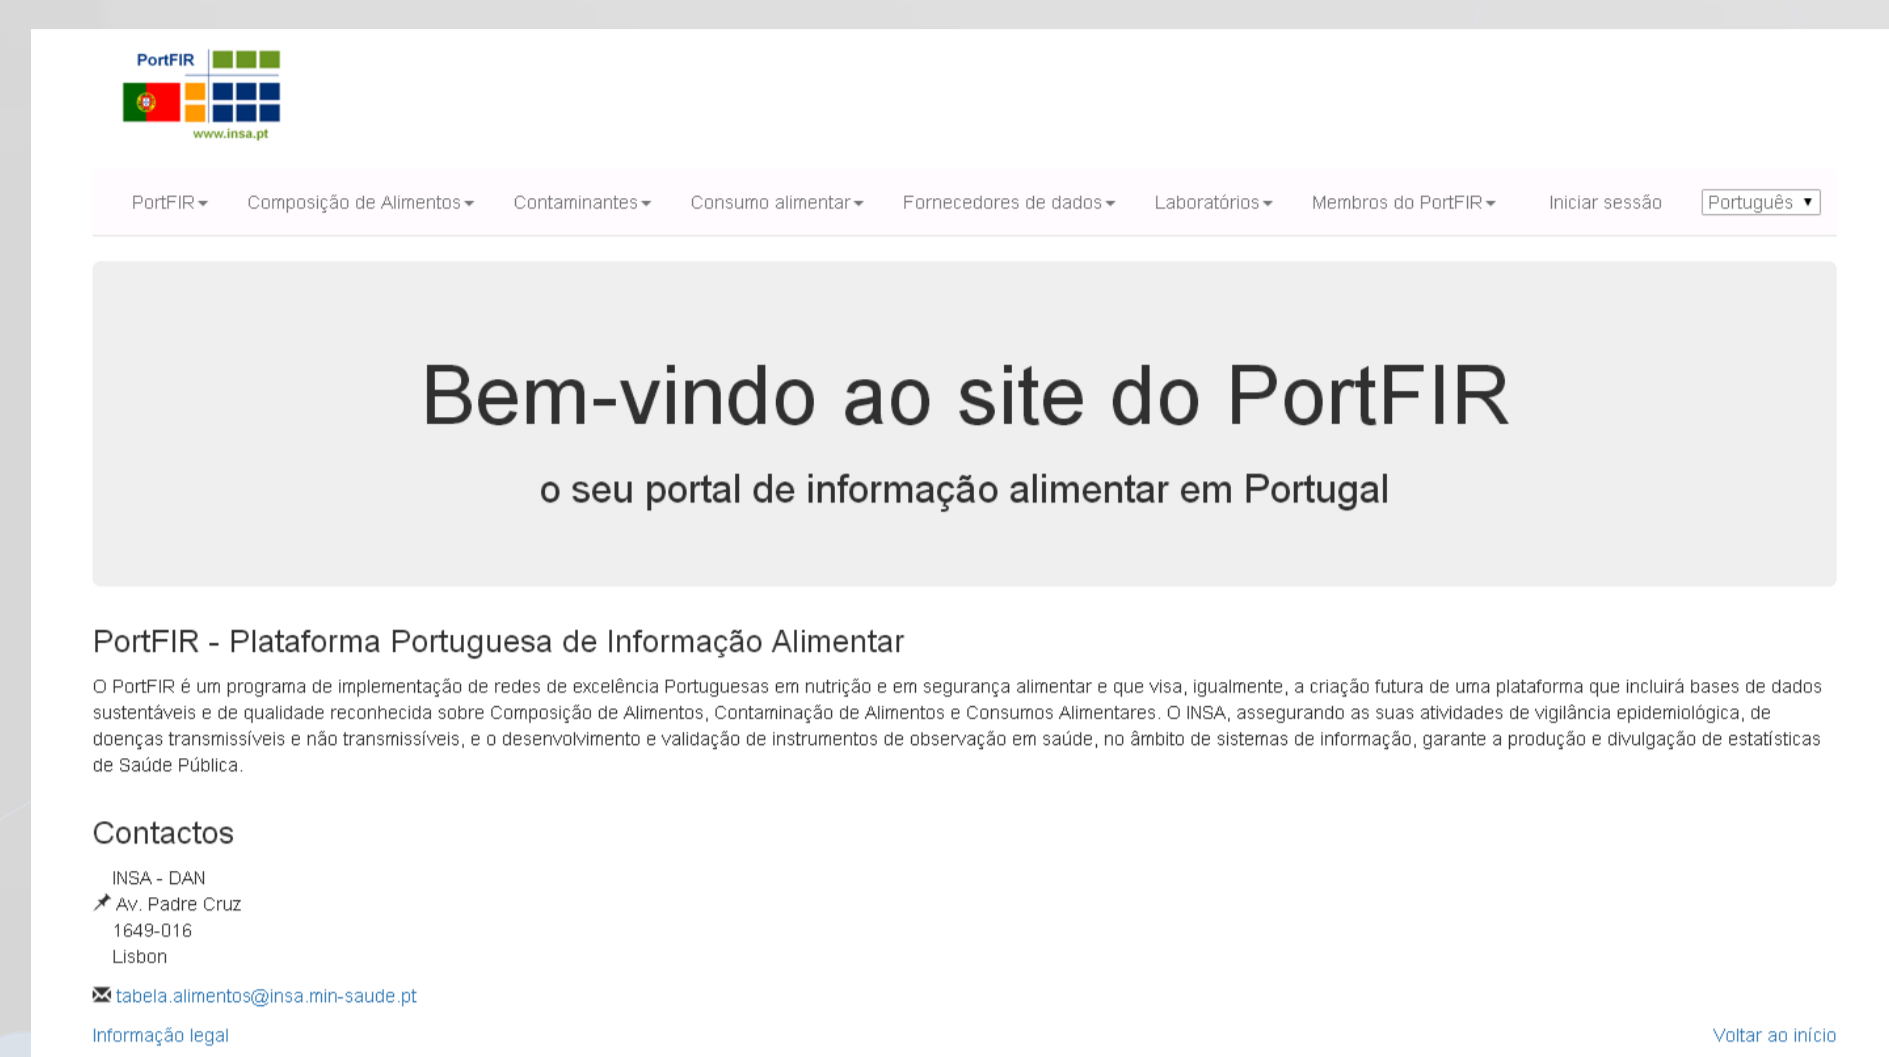 PortFIR
www.insa.pt
PortFIR Composição de Alimentos Contaminantes Consumo alimentar Fornecedores de dados Laboratórios Membros do PortFIR Iniciar sessão Português
Bem-vindo ao site do PortFIR
o seu portal de informação alimentar em Portugal
PortFIR - Plataforma Portuguesa de Informação Alimentar
O PortFIR é um programa de implementação de redes de excelência Portuguesas em nutrição e em segurança alimentar e que visa, igualmente, a criação futura de uma plataforma que incluirá bases de dados
sustentáveis e de qualidade reconhecida sobre Composição de Alimentos, Contaminação de Alimentos e Consumos Alimentares. O INSA, assegurando as suas atividades de vigilância epidemiológica, de
doenças transmissíveis e não transmissíveis, e o desenvolvimento e validação de instrumentos de observação em saúde, no âmbito de sistemas de informação, garante a produção e divulgação de estatísticas
de Saúde Pública.
Contactos
INSA - DAN
Av. Padre Cruz
1649-016
Lisbon
tabela.alimentos@insa.min-saude.pt
Informação legal Voltar ao início